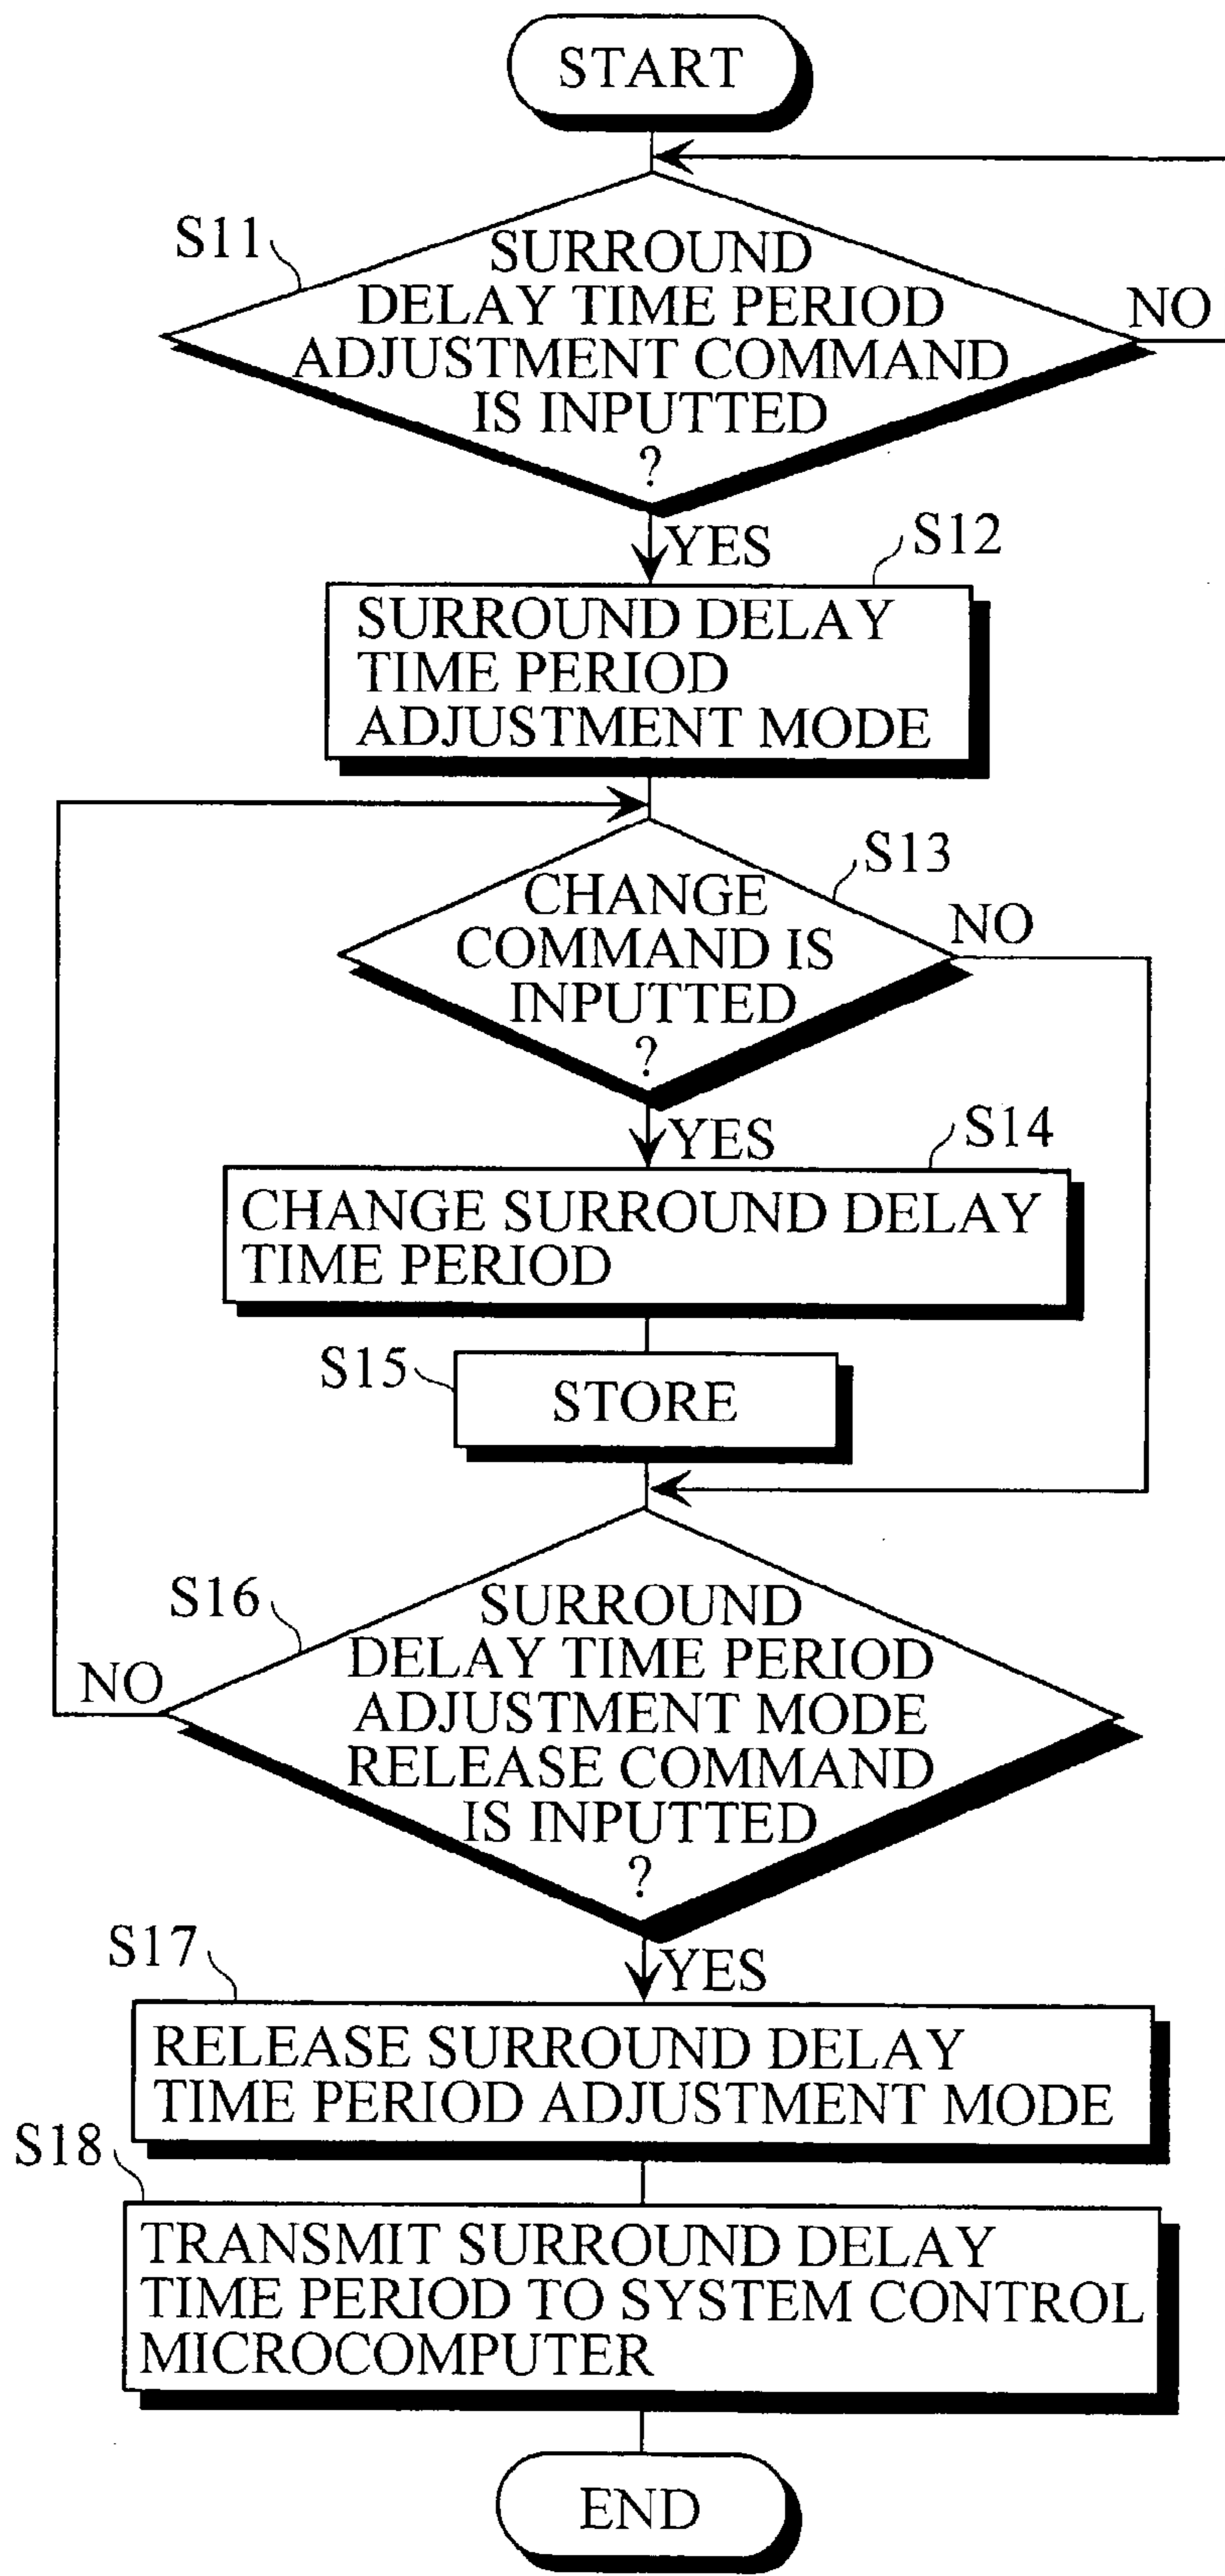 START
S11
SURROUND
DELAY TIME PERIOD
ADJUSTMENT COMMAND
IS INPUTTED
?
NO
YES
S12
SURROUND DELAY
TIME PERIOD
ADJUSTMENT MODE
S13
CHANGE
COMMAND IS
INPUTTED
?
NO
YES
S14
CHANGE SURROUND DELAY
TIME PERIOD
S15
STORE
S16
SURROUND
DELAY TIME PERIOD
ADJUSTMENT MODE
RELEASE COMMAND
IS INPUTTED
?
NO
YES
S17
RELEASE SURROUND DELAY
TIME PERIOD ADJUSTMENT MODE
S18
TRANSMIT SURROUND DELAY
TIME PERIOD TO SYSTEM CONTROL
MICROCOMPUTER
END